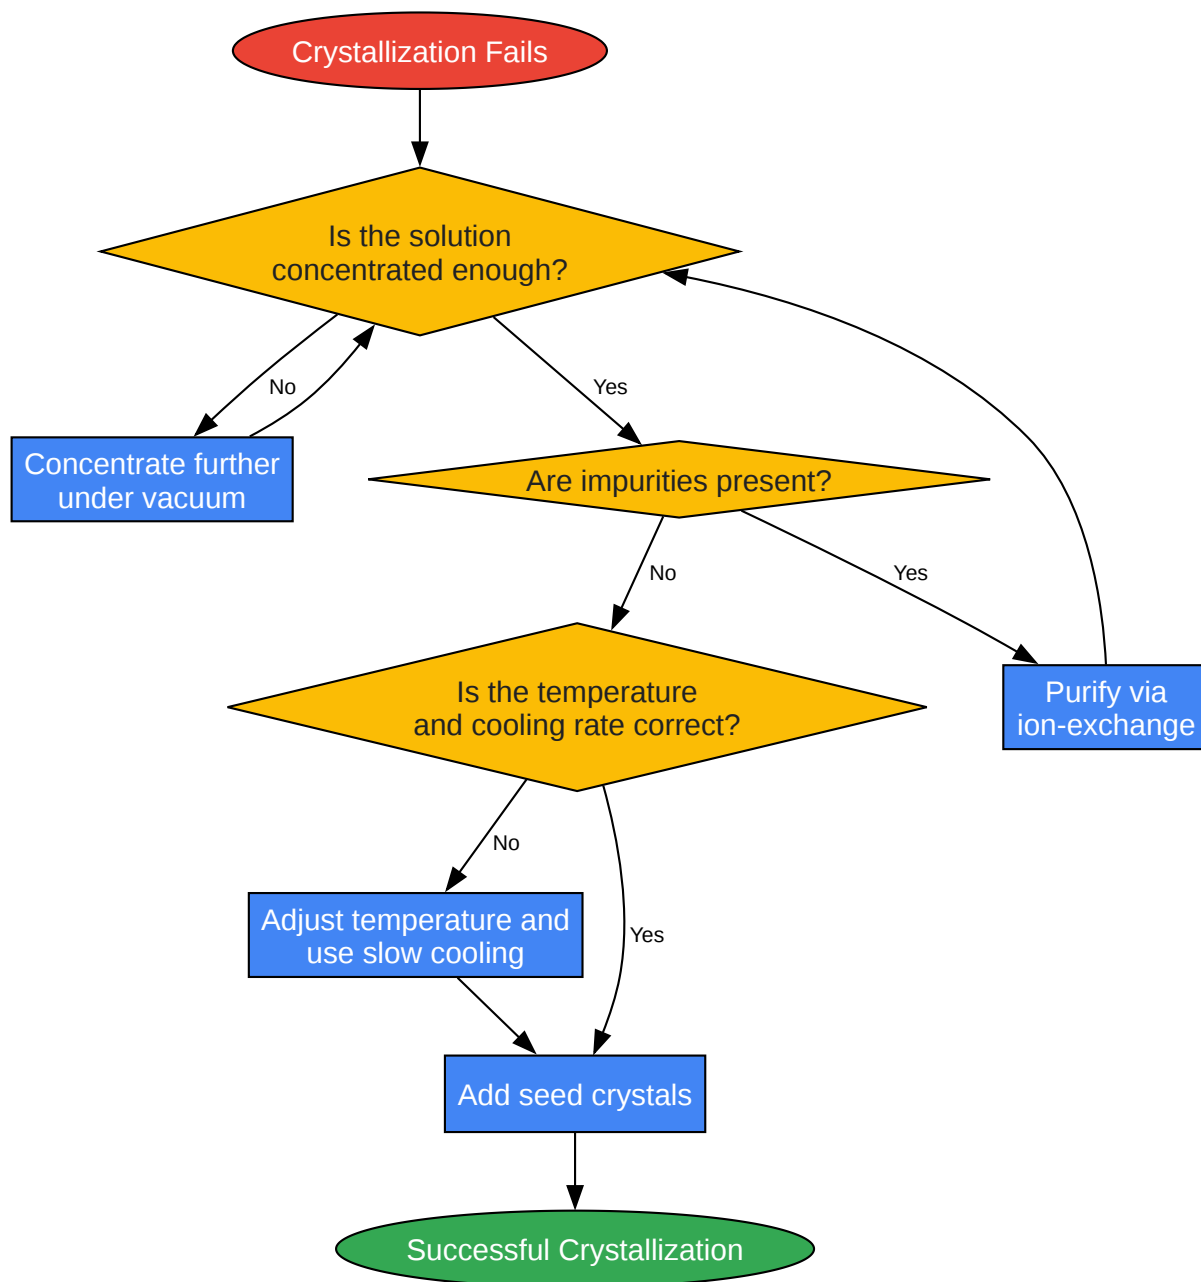 Crystallization Fails
Is the solution
concentrated enough?
No
Yes
Concentrate further
under vacuum
Are impurities present?
No
Yes
Is the temperature
and cooling rate correct?
Purify via
ion-exchange
No
Adjust temperature and
use slow cooling
Yes
Add seed crystals
Successful Crystallization